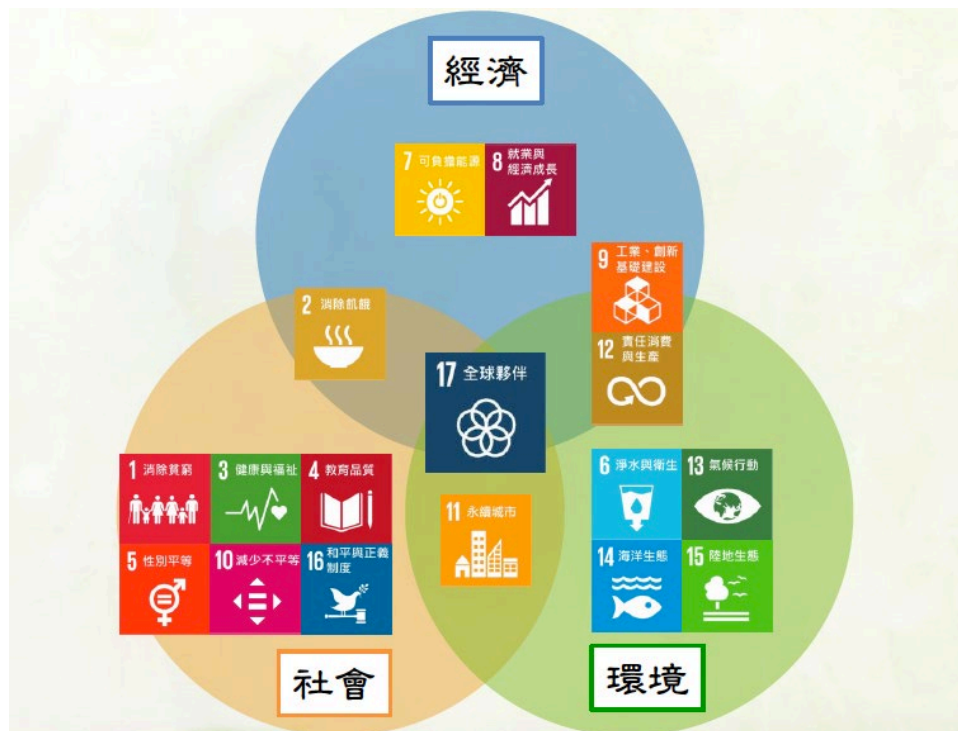 經濟
7 可負擔能源
8 就業與
經濟成長
9 工業、創新
基礎建設
2 消除飢餓
12 責任消費
與生產
17 全球夥伴
1 消除貧窮
3 健康與福祉
4 教育品質
6 淨水與衛生
13 氣候行動
11 永續城市
5 性別平等
10 減少不平等
16 和平與正義
制度
14 海洋生態
15 陸地生態
社會
環境